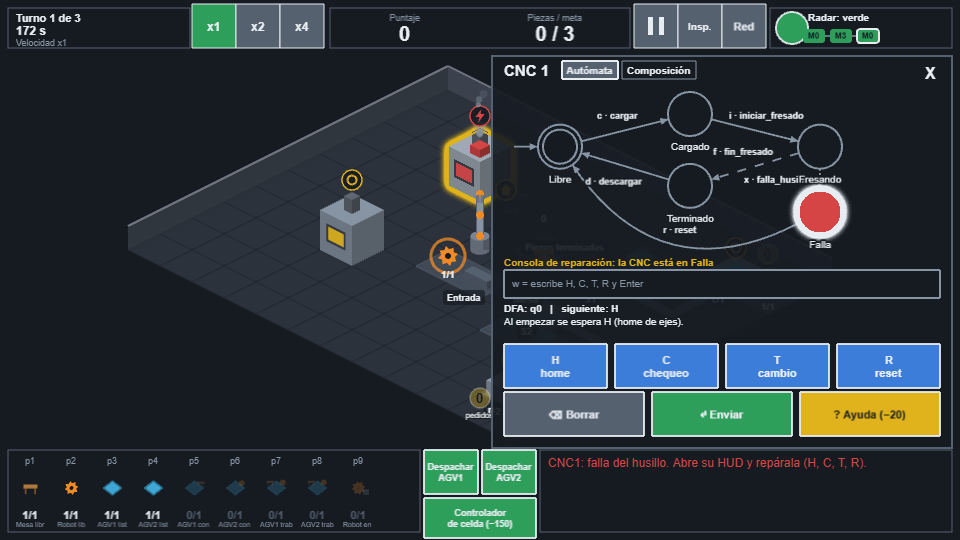 Turno 1 de 3
172 s
Velocidad x1
x1
x2
x4
Puntaje
0
Piezas / meta
0 / 3
Insp.
Red
Radar: verde
M0
M3
M0
CNC 1
Autómata
Composición
X
c · cargar
i · iniciar_fresado
Cargado
f · fin_fresado
Libre
d · descargar
x · falla_husi
Fresando
Terminado
r · reset
Falla
1/1
Entrada
0
Consola de reparación: la CNC está en Falla
w = escribe H, C, T, R y Enter
DFA: q0 | siguiente: H
Al empezar se espera H (home de ejes).
H
home
C
chequeo
T
cambio
R
reset
⌫ Borrar
↵ Enviar
? Ayuda (−20)
p1
p2
p3
p4
p5
p6
p7
p8
p9
1/1
1/1
1/1
1/1
0/1
0/1
0/1
0/1
0/1
Mesa libr
Robot lib
AGV1 list
AGV2 list
AGV1 con
AGV2 con
AGV1 trab
AGV2 trab
Robot en
Despachar
AGV1
Despachar
AGV2
Controlador
de celda (−150)
CNC1: falla del husillo. Abre su HUD y repárala (H, C, T, R).